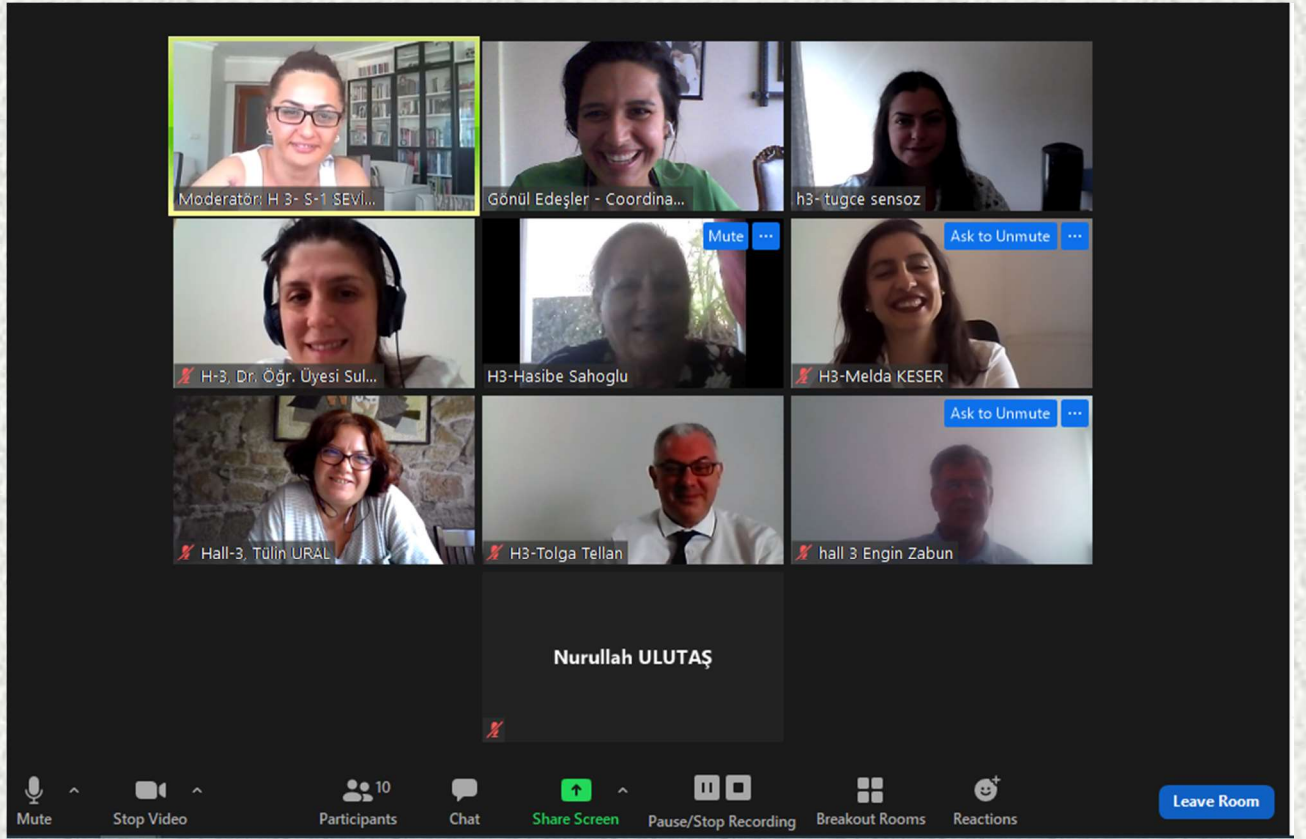 Moderatör: H 3- S-1 SEVİ...
Gönül Edeşler - Coordina...
h3- tugce sensoz
Mute ...
Ask to Unmute ...
H-3, Dr. Öğr. Üyesi Sul...
H3-Hasibe Sahoglu
H3-Melda KESER
Ask to Unmute ...
Hall-3, Tülin URAL
H3-Tolga Tellan
hall 3 Engin Zabun
Nurullah ULUTAŞ
10
Mute
Stop Video
Participants
Chat
Share Screen
Pause/Stop Recording
Breakout Rooms
Reactions
Leave Room